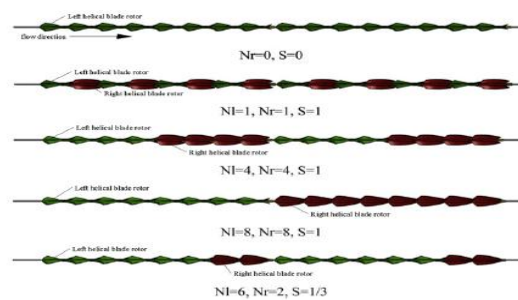 Left helical blade rotor
flow direction
Nr=0, S=0
Left helical blade rotor
Right helical blade rotor
Nl=1, Nr=1, S=1
Left helical blade rotor
Right helical blade rotor
Nl=4, Nr=4, S=1
Left helical blade rotor
Right helical blade rotor
Nl=8, Nr=8, S=1
Left helical blade rotor
Right helical blade rotor
Nl=6, Nr=2, S=1/3